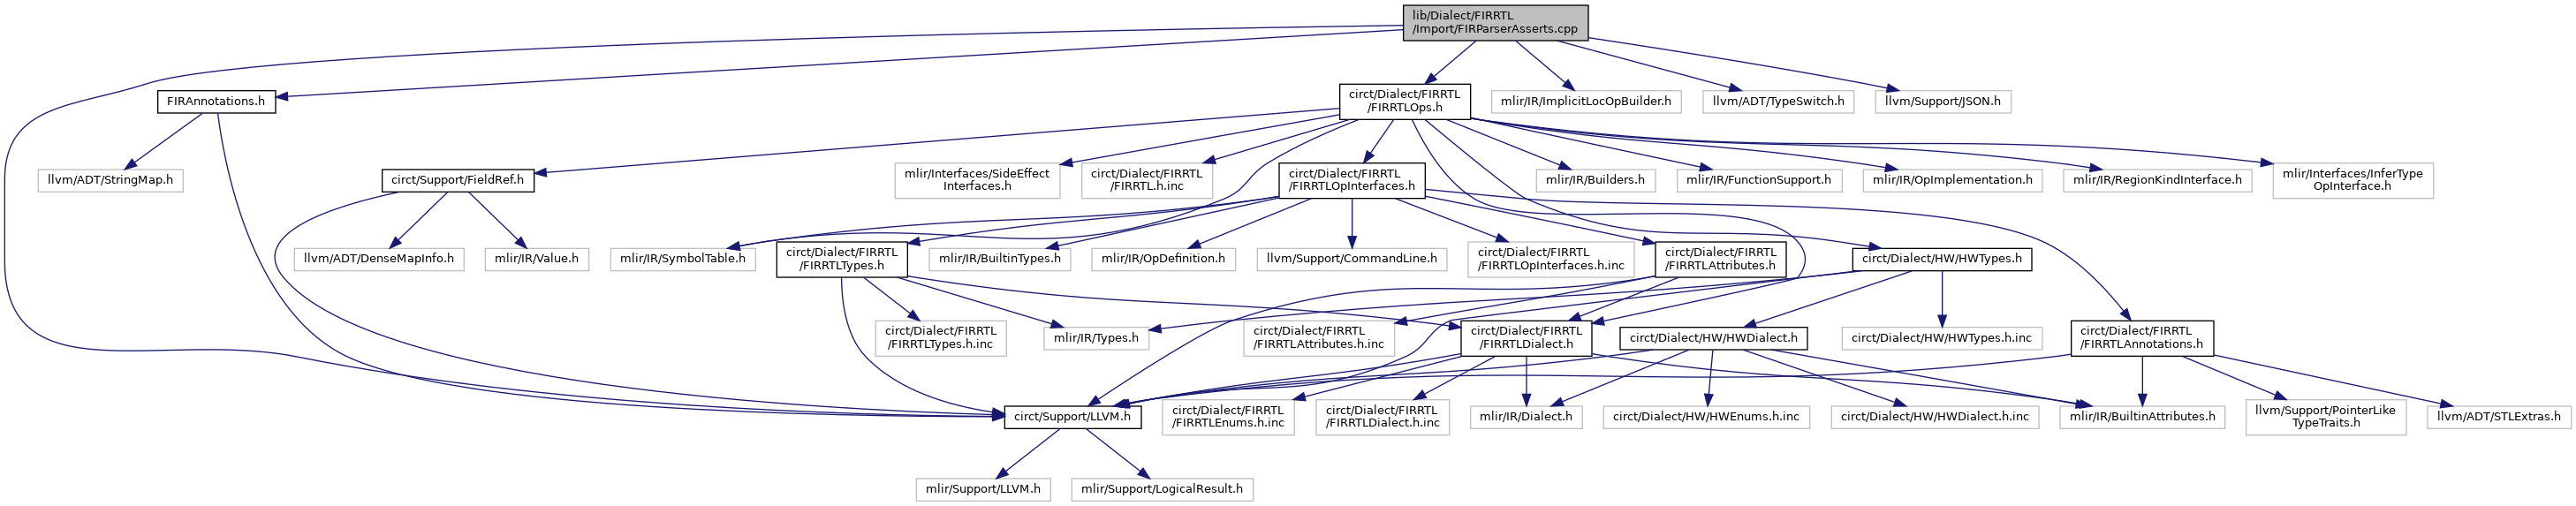 lib/Dialect/FIRRTL
/Import/FIRParserAsserts.cpp
FIRAnnotations.h
circt/Dialect/FIRRTL
/FIRRTLOps.h
mlir/IR/ImplicitLocOpBuilder.h
llvm/ADT/TypeSwitch.h
llvm/Support/JSON.h
llvm/ADT/StringMap.h
circt/Support/FieldRef.h
mlir/Interfaces/SideEffect
Interfaces.h
circt/Dialect/FIRRTL
/FIRRTL.h.inc
circt/Dialect/FIRRTL
/FIRRTLOpInterfaces.h
mlir/IR/Builders.h
mlir/IR/FunctionSupport.h
mlir/IR/OpImplementation.h
mlir/IR/RegionKindInterface.h
mlir/Interfaces/InferType
OpInterface.h
llvm/ADT/DenseMapInfo.h
mlir/IR/Value.h
mlir/IR/SymbolTable.h
circt/Dialect/FIRRTL
/FIRRTLTypes.h
mlir/IR/BuiltinTypes.h
mlir/IR/OpDefinition.h
llvm/Support/CommandLine.h
circt/Dialect/FIRRTL
/FIRRTLOpInterfaces.h.inc
circt/Dialect/FIRRTL
/FIRRTLAttributes.h
circt/Dialect/HW/HWTypes.h
circt/Dialect/FIRRTL
/FIRRTLTypes.h.inc
mlir/IR/Types.h
circt/Dialect/FIRRTL
/FIRRTLAttributes.h.inc
circt/Dialect/FIRRTL
/FIRRTLDialect.h
circt/Dialect/HW/HWDialect.h
circt/Dialect/HW/HWTypes.h.inc
circt/Dialect/FIRRTL
/FIRRTLAnnotations.h
circt/Support/LLVM.h
circt/Dialect/FIRRTL
/FIRRTLEnums.h.inc
circt/Dialect/FIRRTL
/FIRRTLDialect.h.inc
mlir/IR/Dialect.h
circt/Dialect/HW/HWEnums.h.inc
circt/Dialect/HW/HWDialect.h.inc
mlir/IR/BuiltinAttributes.h
llvm/Support/PointerLike
TypeTraits.h
llvm/ADT/STLExtras.h
mlir/Support/LLVM.h
mlir/Support/LogicalResult.h